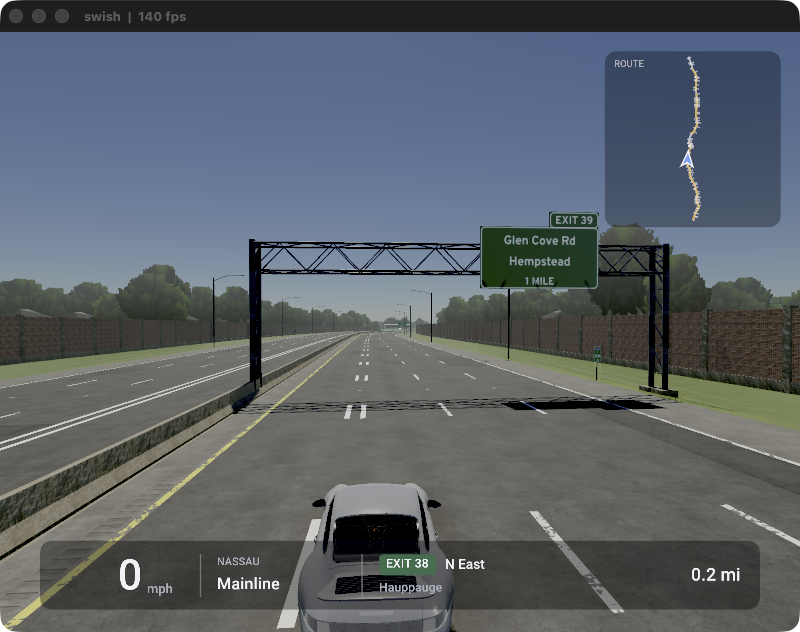 swish | 140 fps
ROUTE
EXIT 39
Glen Cove Rd
Hempstead
1 MILE
0 mph
NASSAU
Mainline
EXIT 38 N East
Hauppauge
0.2 mi